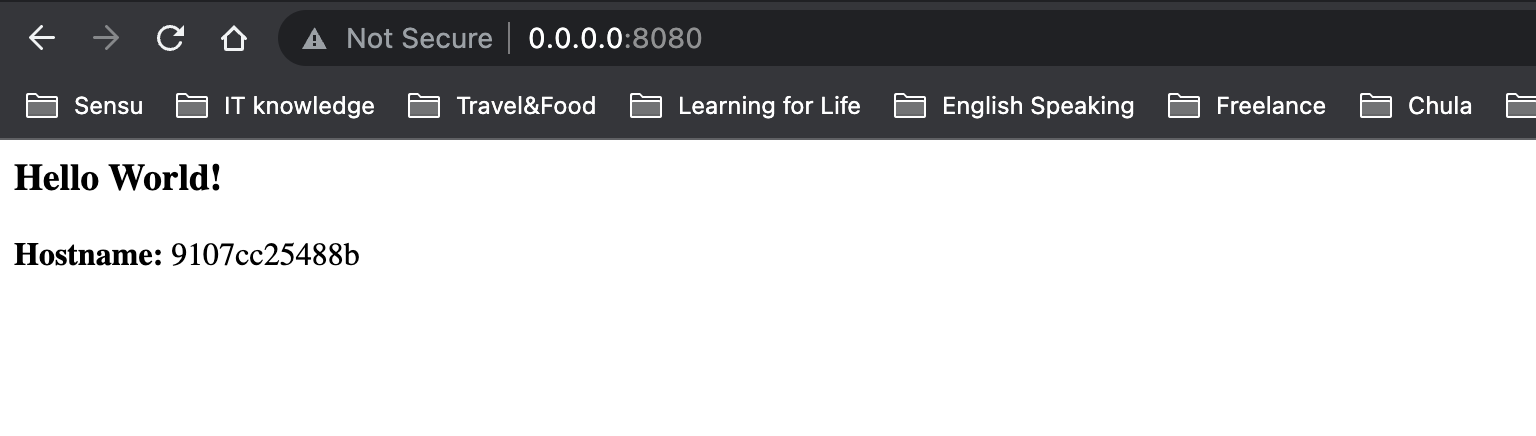 Not Secure 0.0.0.0:8080
Sensu IT knowledge Travel&Food Learning for Life English Speaking Freelance Chula
Hello World!
Hostname: 9107cc25488b